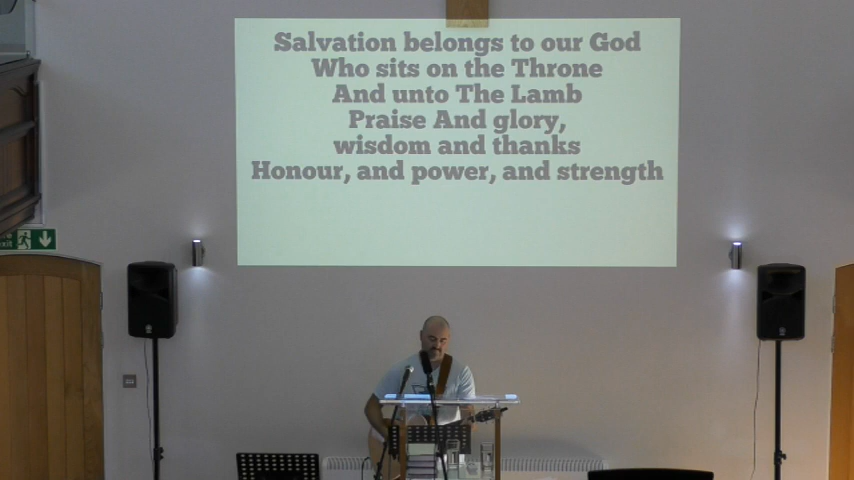 Salvation belongs to our God
Who sits on the Throne
And unto The Lamb
Praise And glory,
wisdom and thanks
Honour, and power, and strength
exit